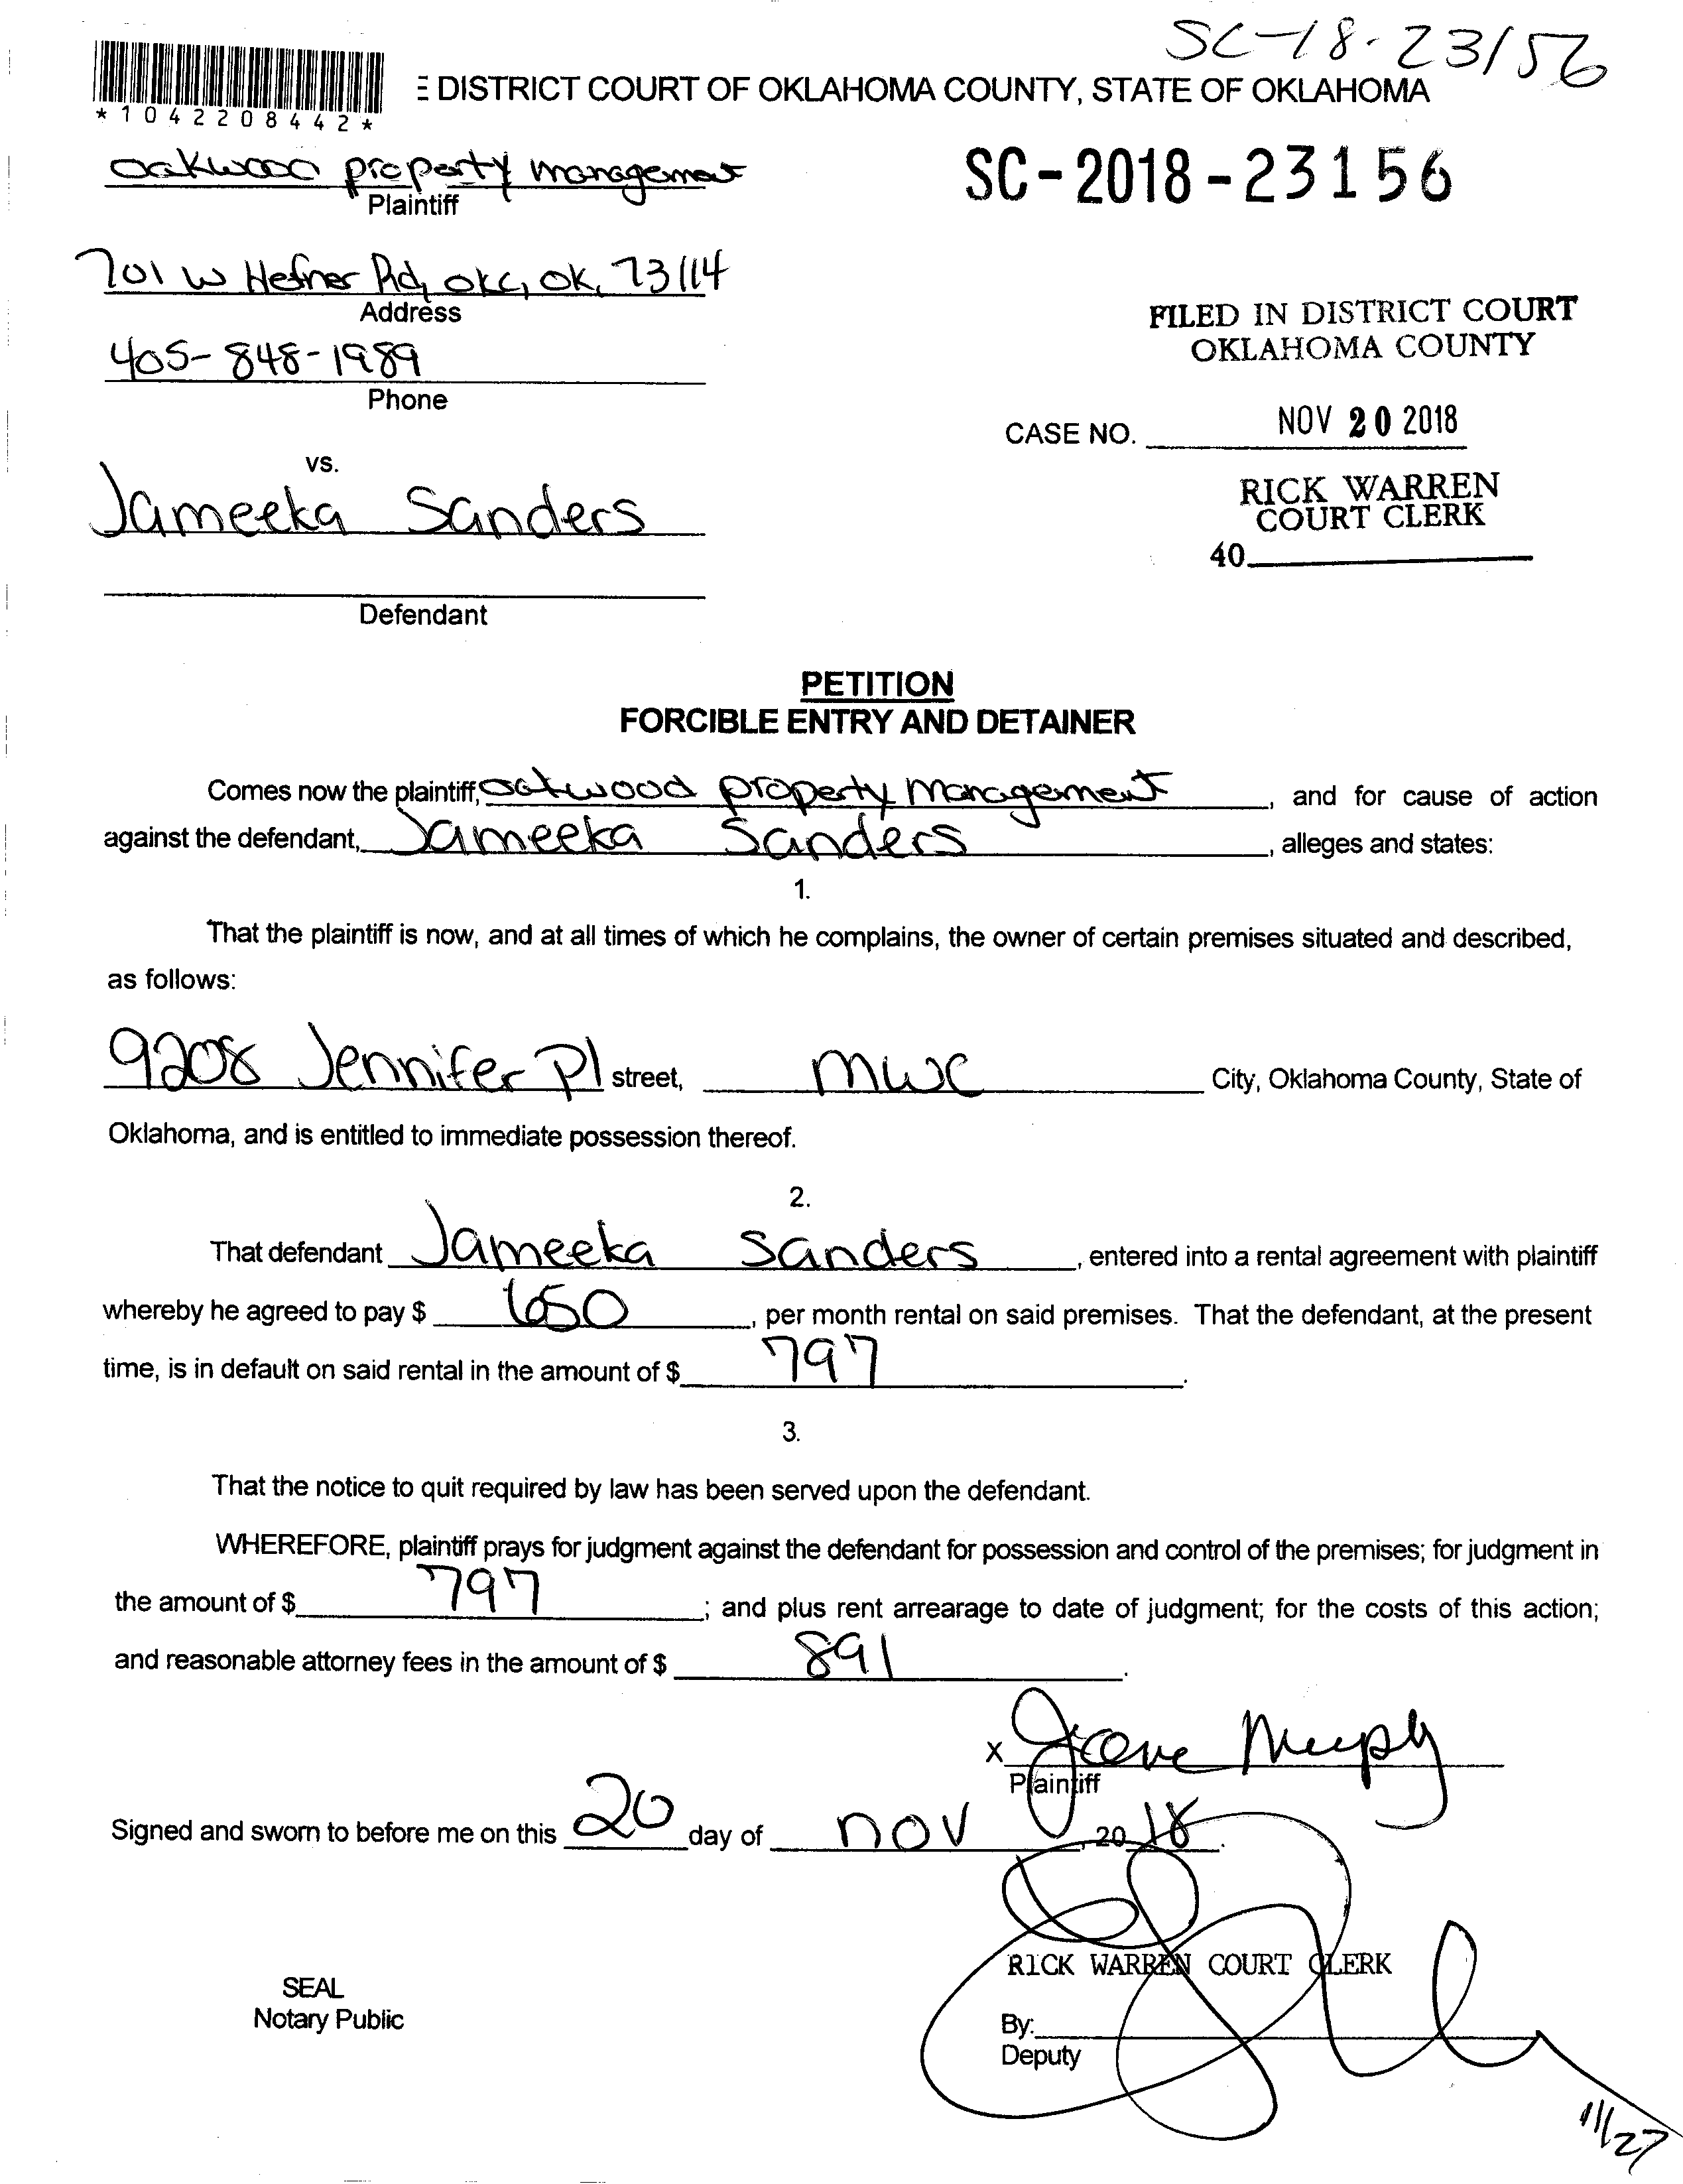 SC-18-23156
E DISTRICT COURT OF OKLAHOMA COUNTY, STATE OF OKLAHOMA
*1042208442*
oakwood property management
Plaintiff
SC-2018-23156
701 W Hefner Rd, OKC, OK, 73114
Address
FILED IN DISTRICT COURT
OKLAHOMA COUNTY
405-848-1989
Phone
CASE NO.
NOV 20 2018
vs.
RICK WARREN
COURT CLERK
Jameeka Sanders
40
Defendant
PETITION
FORCIBLE ENTRY AND DETAINER
Comes now the plaintiff, oakwood property management, and for cause of action
against the defendant, Jameeka Sanders, alleges and states:
1.
That the plaintiff is now, and at all times of which he complains, the owner of certain premises situated and described,
as follows:
9208 Jennifer Pl street, mwc City, Oklahoma County, State of
Oklahoma, and is entitled to immediate possession thereof.
2.
That defendant Jameeka Sanders, entered into a rental agreement with plaintiff
whereby he agreed to pay $ 650, per month rental on said premises. That the defendant, at the present
time, is in default on said rental in the amount of $ 797.
3.
That the notice to quit required by law has been served upon the defendant.
WHEREFORE, plaintiff prays for judgment against the defendant for possession and control of the premises; for judgment in
the amount of $ 797; and plus rent arrearage to date of judgment; for the costs of this action;
and reasonable attorney fees in the amount of $ 891.
X
Plaintiff
Signed and sworn to before me on this 20 day of nov, 20 18.
RICK WARREN COURT CLERK
SEAL
Notary Public
By:
Deputy
11/27